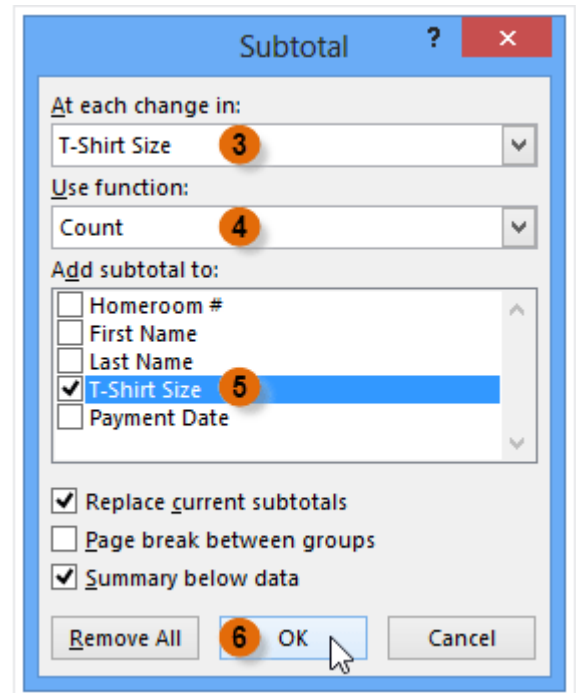 Subtotal ? ×
At each change in:
T-Shirt Size 3
Use function:
Count 4
Add subtotal to:
Homeroom #
First Name
Last Name
T-Shirt Size 5
Payment Date
Replace current subtotals
Page break between groups
Summary below data
Remove All 6 OK Cancel